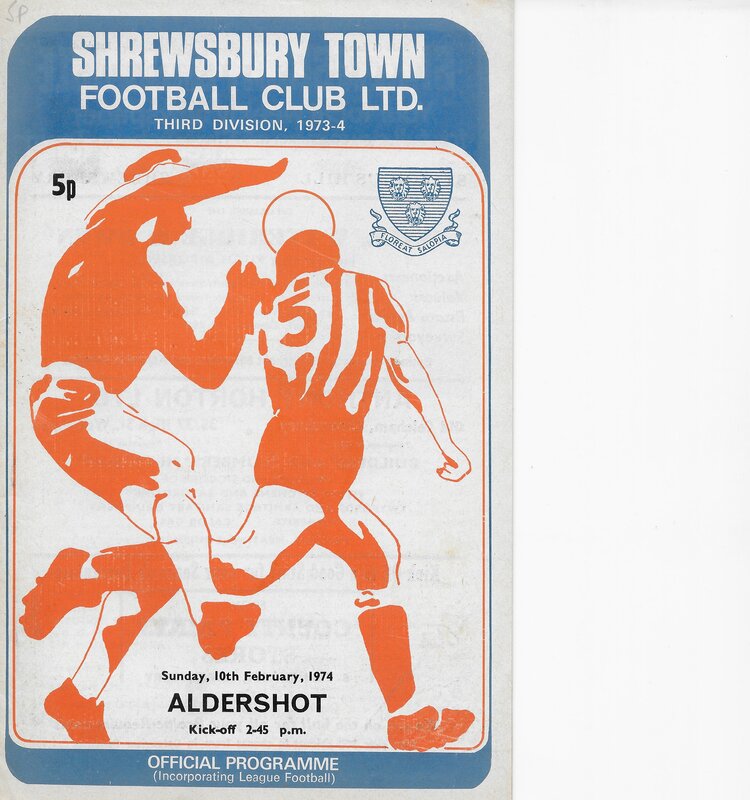 5p
SHREWSBURY TOWN
FOOTBALL CLUB LTD.
THIRD DIVISION, 1973-4
5p
FLOREAT SALOPIA
5
Sunday, 10th February, 1974
ALDERSHOT
Kick-off 2-45 p.m.
OFFICIAL PROGRAMME
(Incorporating League Football)